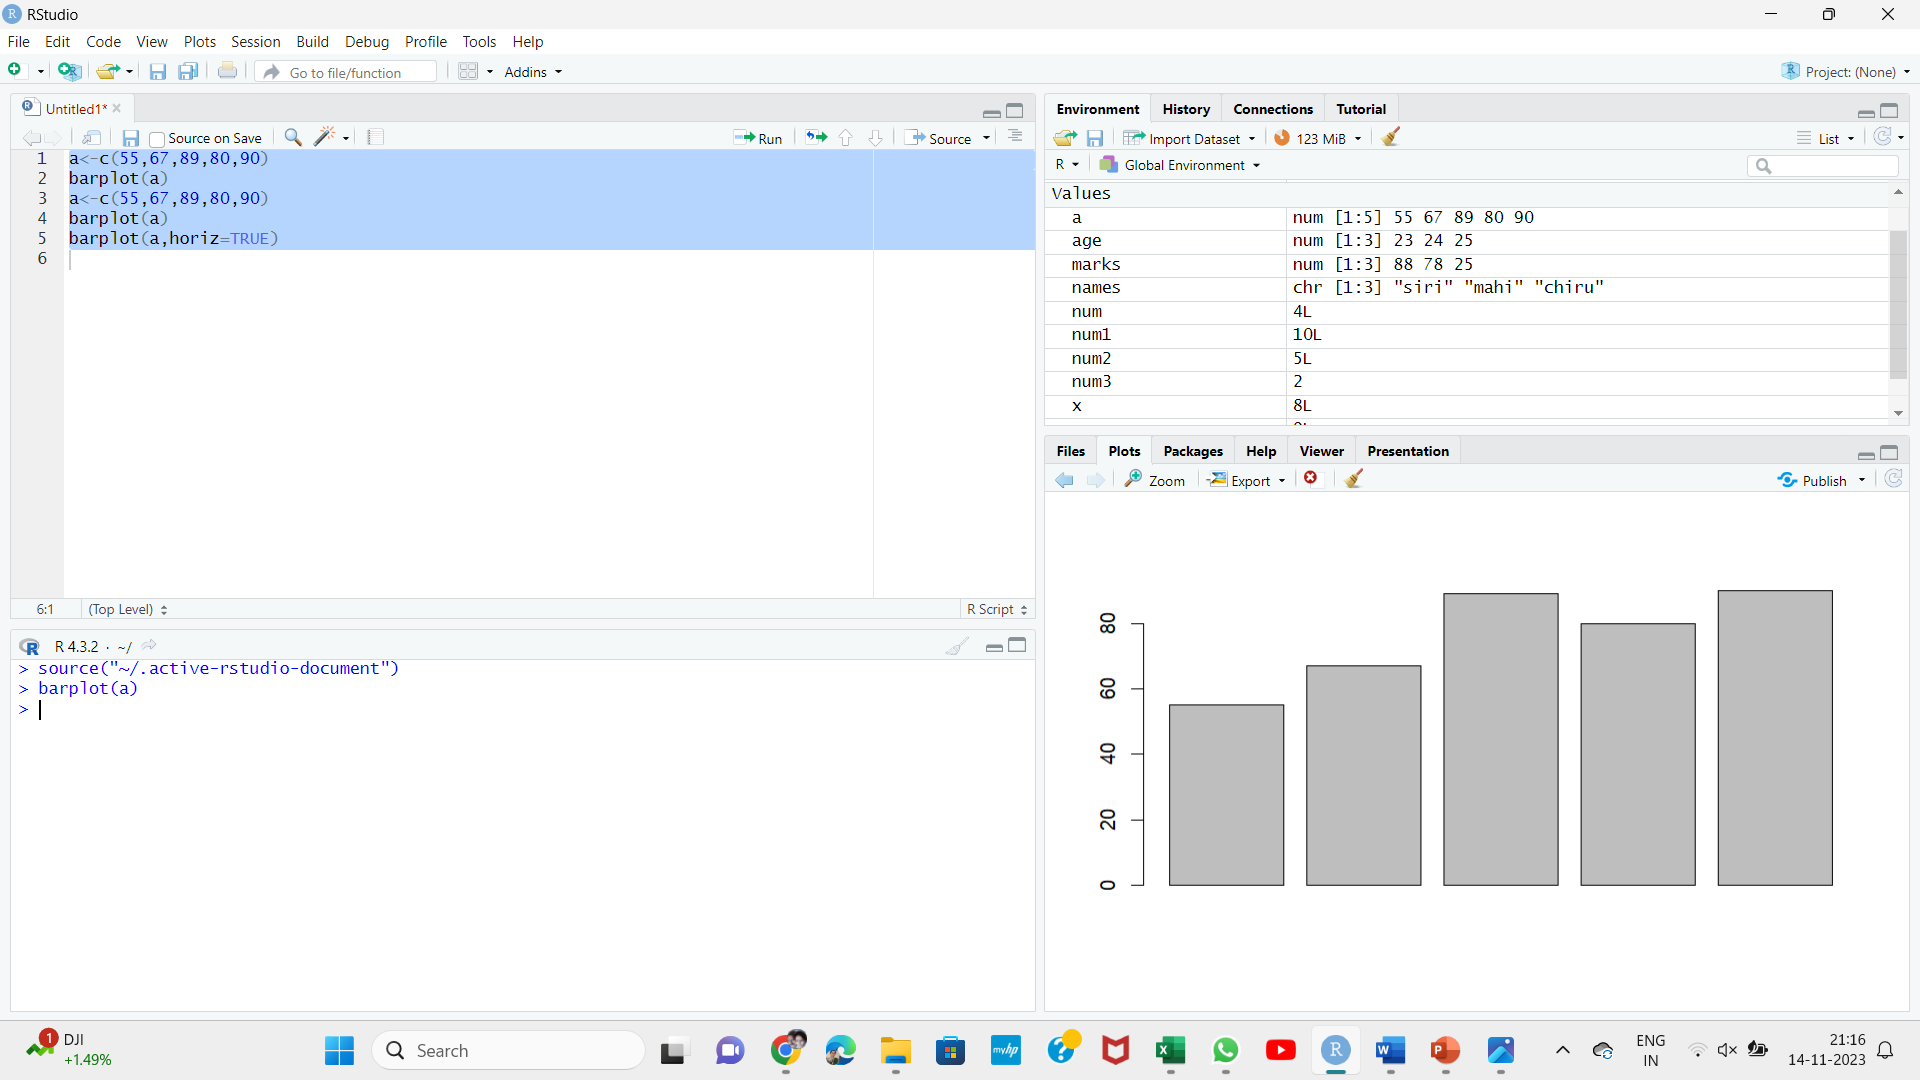 RStudio
File Edit Code View Plots Session Build Debug Profile Tools Help
Go to file/function Addins Project: (None)
Untitled1*
Source on Save Run Source
1 a<-c(55,67,89,80,90)
2 barplot(a)
3 a<-c(55,67,89,80,90)
4 barplot(a)
5 barplot(a,horiz=TRUE)
6
6:1 (Top Level) R Script
R 4.3.2 · ~/
> source("~/.active-rstudio-document")
> barplot(a)
>
Environment History Connections Tutorial
Import Dataset 123 MiB List
R Global Environment
Values
a num [1:5] 55 67 89 80 90
age num [1:3] 23 24 25
marks num [1:3] 88 78 25
names chr [1:3] "siri" "mahi" "chiru"
num 4L
num1 10L
num2 5L
num3 2
x 8L
Files Plots Packages Help Viewer Presentation
Zoom Export Publish
80
60
40
20
0
1 DJI
+1.49%
Search
myhp
ENG
IN
21:16
14-11-2023